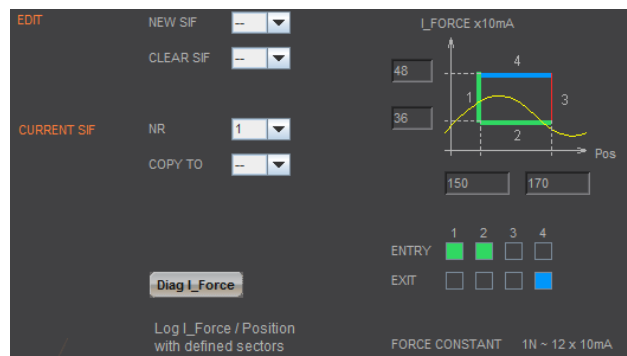 EDIT
NEW SIF --
I_FORCE x10mA
CLEAR SIF --
48
4
1
3
36
2
Pos
CURRENT SIF
NR 1
COPY TO --
150 170
1 2 3 4
ENTRY
EXIT
Diag I_Force
Log I_Force / Position
with defined sectors
FORCE CONSTANT 1N ~ 12 x 10mA